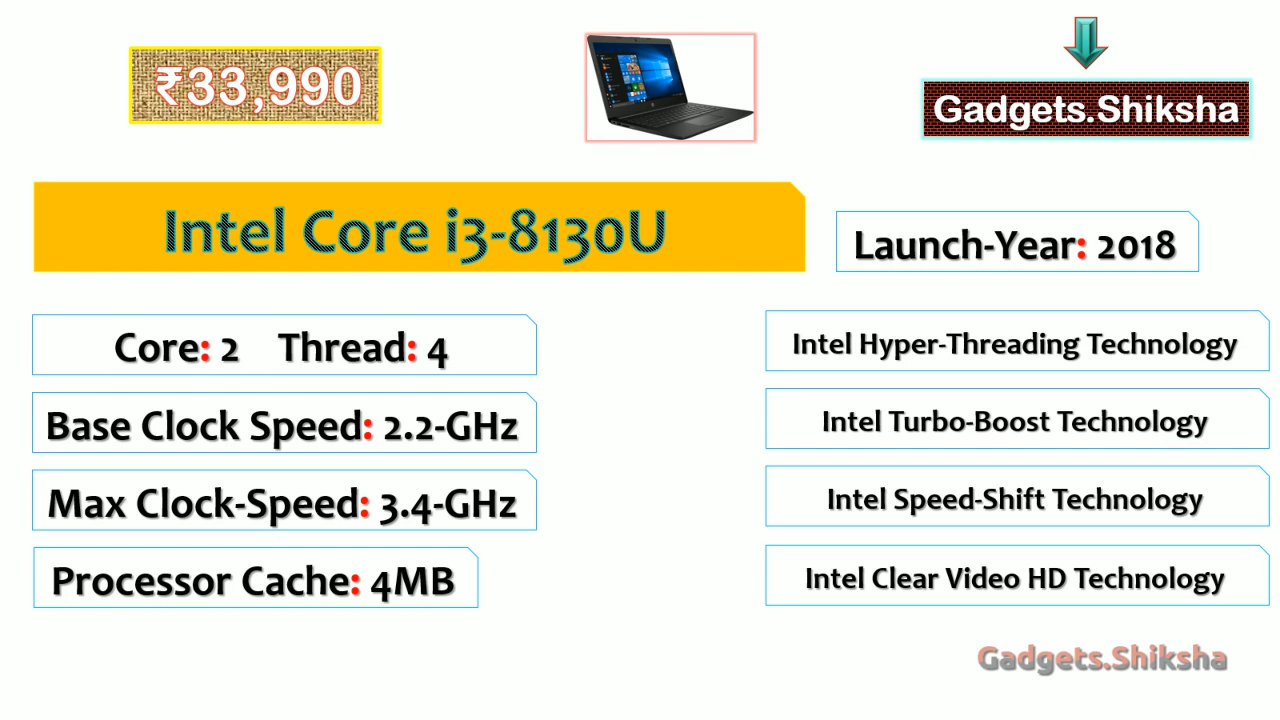 ₹33,990
Gadgets.Shiksha
Intel Core i3-8130U
Launch-Year: 2018
Core: 2 Thread: 4
Base Clock Speed: 2.2-GHz
Max Clock-Speed: 3.4-GHz
Processor Cache: 4MB
Intel Hyper-Threading Technology
Intel Turbo-Boost Technology
Intel Speed-Shift Technology
Intel Clear Video HD Technology
Gadgets.Shiksha